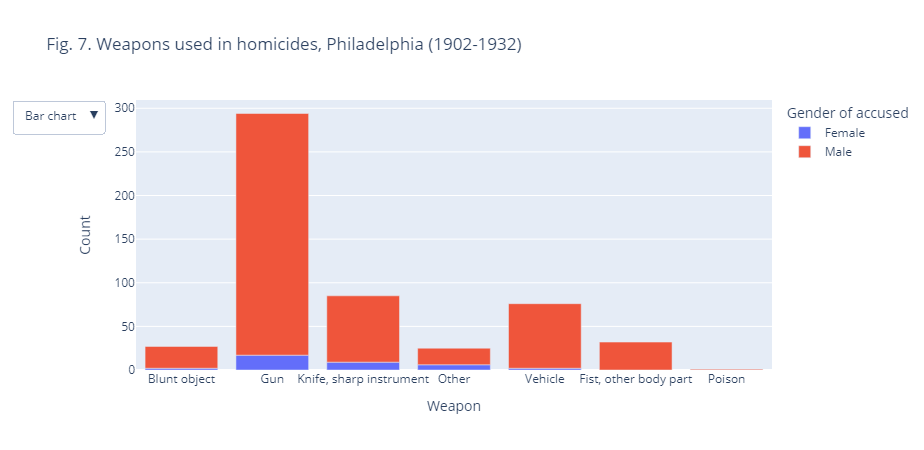 Fig. 7. Weapons used in homicides, Philadelphia (1902-1932)
Bar chart ▼
Gender of accused
Female
Male
300
250
200
150
100
50
0
Count
Blunt object Gun Knife, sharp instrument Other Vehicle Fist, other body part Poison
Weapon